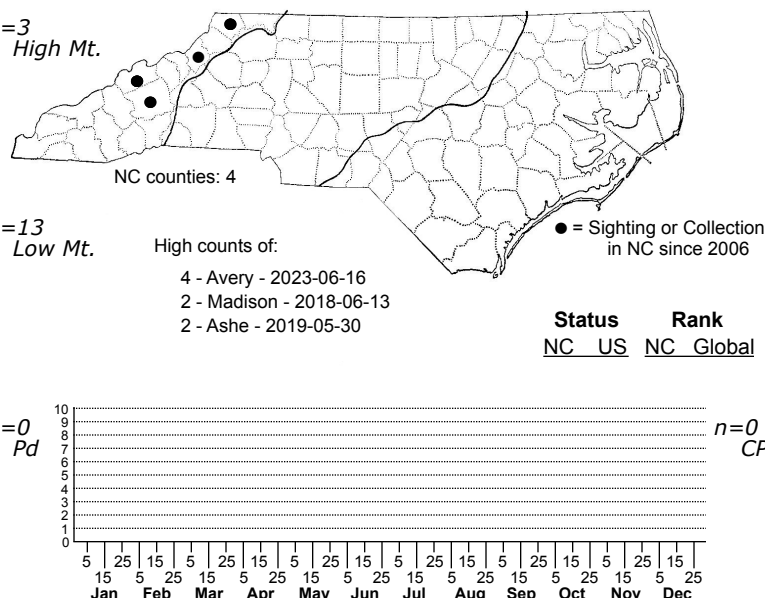 =3
High Mt.
NC counties: 4
=13
Low Mt.
High counts of:
4 - Avery - 2023-06-16
2 - Madison - 2018-06-13
2 - Ashe - 2019-05-30
● = Sighting or Collection
in NC since 2006
Status Rank
NC US NC Global
=0
Pd
n=0
CP
10
9
8
7
6
5
4
3
2
1
0
5 25 15 5 25 15 5 25 15 5 25 15 5 25 15 5 25 15
15 5 25 15 5 25 15 5 25 15 5 25 15 5 25 15 5 25
Jan Feb Mar Apr May Jun Jul Aug Sep Oct Nov Dec